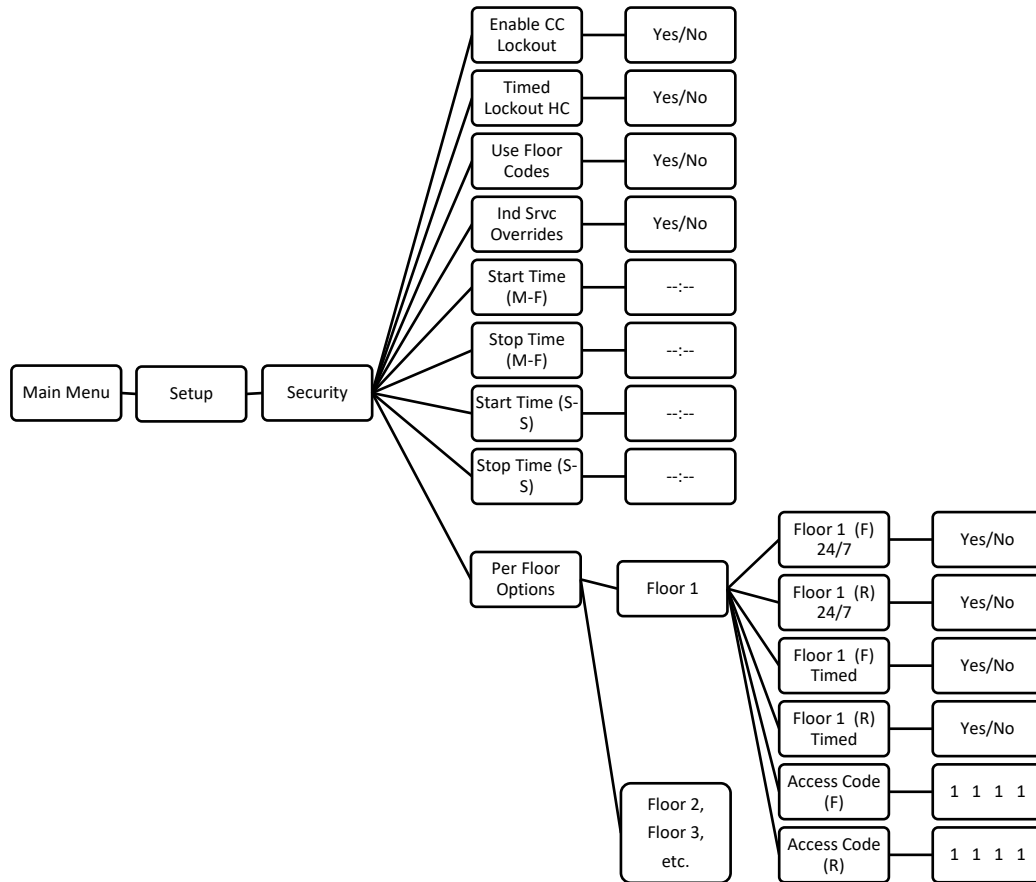 Enable CC
Lockout
Yes/No
Timed
Lockout HC
Yes/No
Use Floor
Codes
Yes/No
Ind Srvc
Overrides
Yes/No
Start Time
(M-F)
--:--
Stop Time
(M-F)
--:--
Main Menu
Setup
Security
Start Time (S-
S)
--:--
Stop Time (S-
S)
--:--
Per Floor
Options
Floor 1
Floor 1 (F)
24/7
Yes/No
Floor 1 (R)
24/7
Yes/No
Floor 1 (F)
Timed
Yes/No
Floor 1 (R)
Timed
Yes/No
Access Code
(F)
1 1 1 1
Access Code
(R)
1 1 1 1
Floor 2,
Floor 3,
etc.